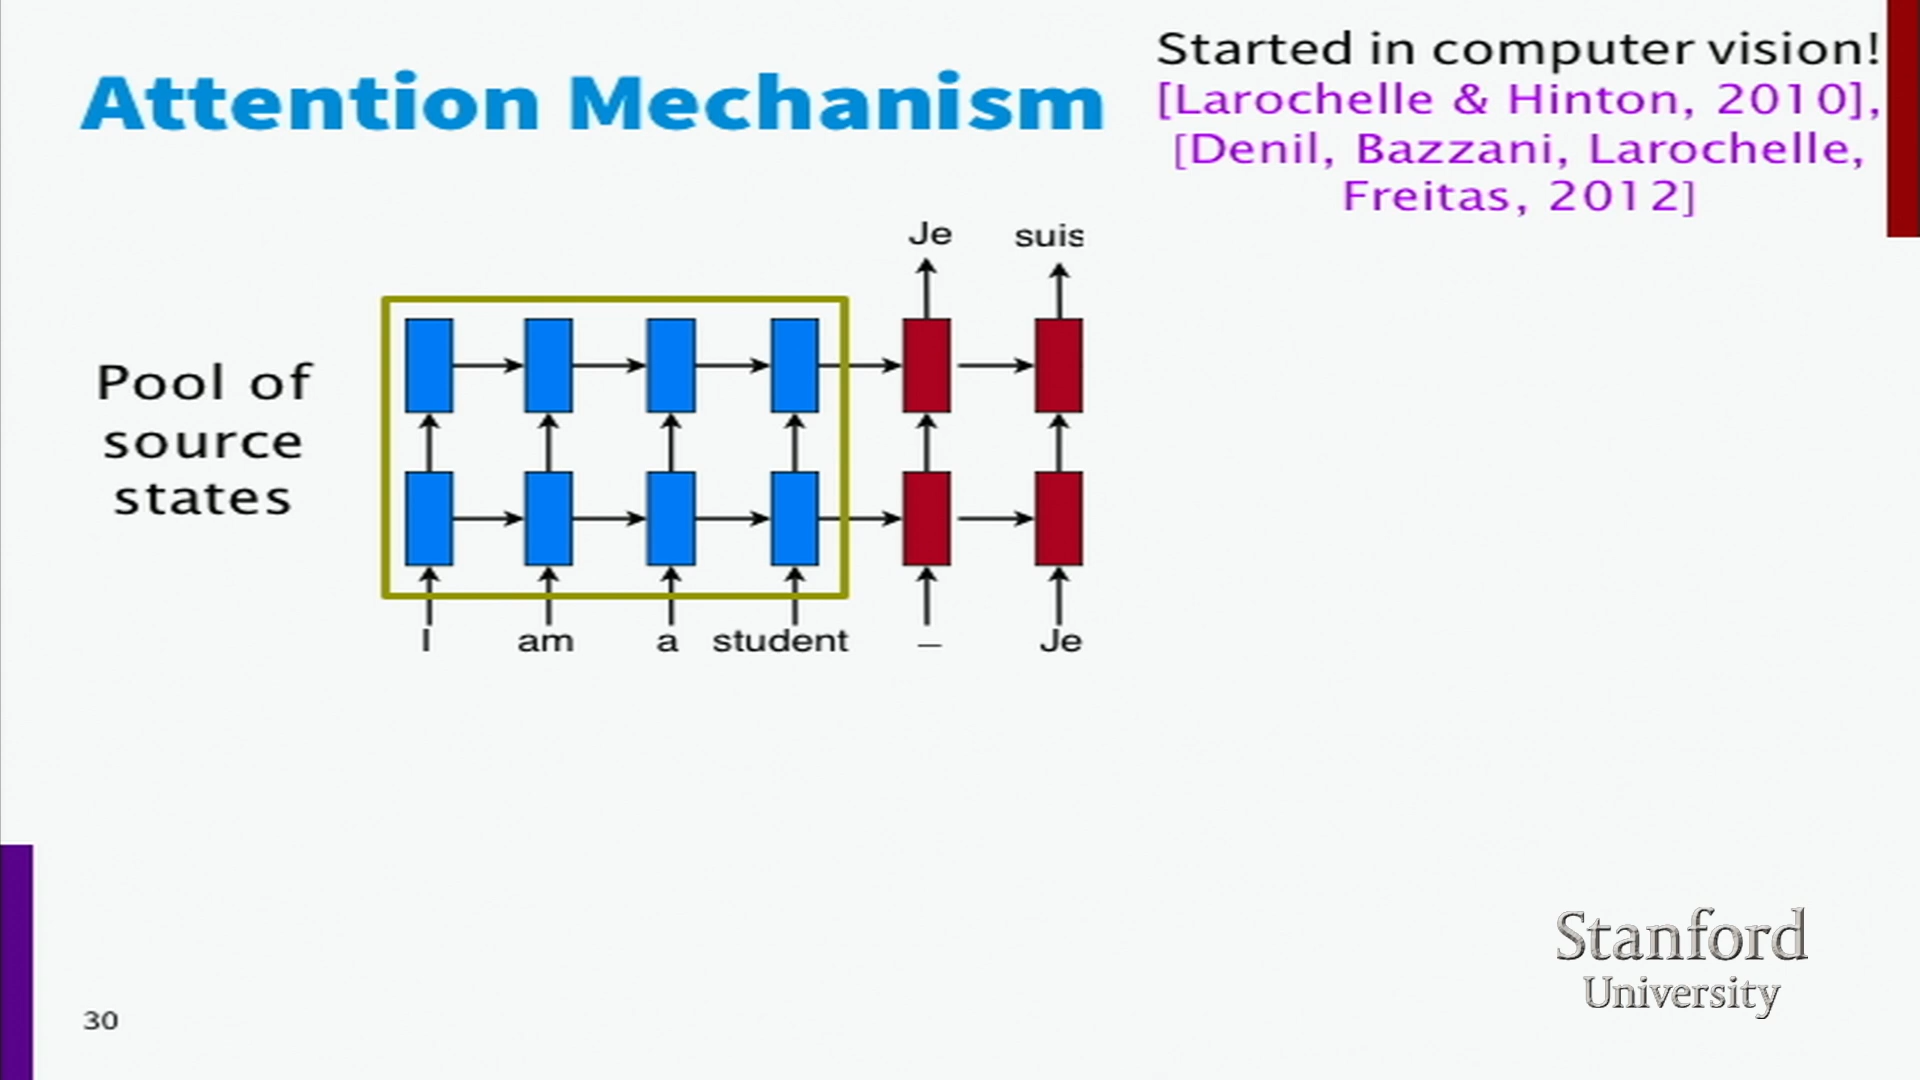 Attention Mechanism
Started in computer vision!
[Larochelle & Hinton, 2010],
[Denil, Bazzani, Larochelle,
Freitas, 2012]
Je suis
Pool of
source
states
I am a student – Je
Stanford
University
30